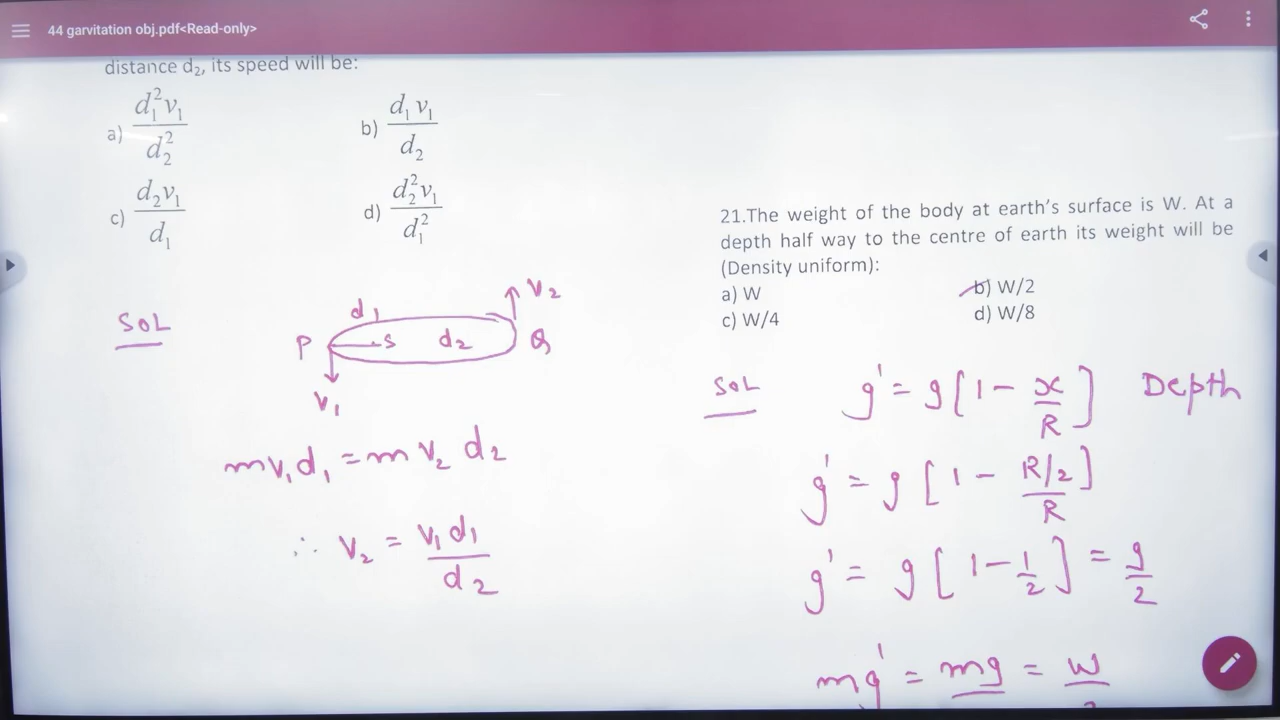 44 garvitation obj.pdf<Read-only>
distance d₂, its speed will be:
a) d₁²v₁/d₂² b) d₁v₁/d₂
c) d₂v₁/d₁ d) d₂²v₁/d₁²
SOL
d₁ V₂
P S d₂ Q
V₁
mv₁d₁ = m v₂ d₂
∴ v₂ = v₁d₁/d₂
21.The weight of the body at earth's surface is W. At a
depth half way to the centre of earth its weight will be
(Density uniform):
a) W b) W/2
c) W/4 d) W/8
SOL g' = g[1 - x/R] Depth
g' = g[1 - R/2/R]
g' = g[1 - 1/2] = g/2
mg' = mg = W